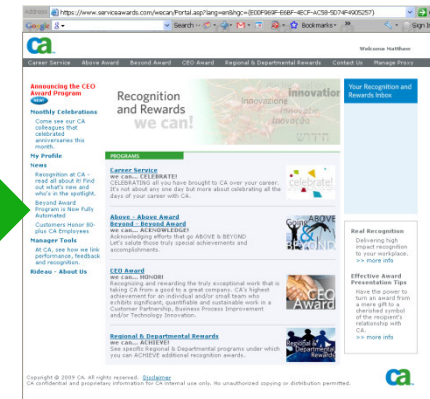 Address https://www.serviceawards.com/wecan/Portal.asp?lang=en&hgc={E00F969F-E6BF-4ECF-AC58-5D74F4905257}
Google
Search
Bookmarks
Sign In
ca
Welcome Matthew
Career Service Above Award Beyond Award CEO Award Regional & Departmental Rewards Contact Us Manage Proxy
Announcing the CEO
Award Program
NEW!
Monthly Celebrations
Come see our CA
colleagues that
celebrated
anniversaries this
month.
My Profile
News
Recognition at CA -
read all about it! Find
out what's new and
who's in the spotlight.
Beyond Award
Program is Now Fully
Automated
Customers Honor 80-
plus CA Employees
Manager Tools
At CA, see how we link
performance, feedback
and recognition.
Rideau - About Us
Recognition
and Rewards
we can!
innovation
Innovazione
Innovatie
Inovação
חידוש
PROGRAMS
Career Service
we can... CELEBRATE!
CELEBRATING all you have brought to CA over your career.
It's not about any one day but more about celebrating all the
days of your career with CA.
celebrate!
Above - Above Award
Beyond - Beyond Award
we can... ACKNOWLEDGE!
Acknowledging efforts that go ABOVE & BEYOND
Let's salute those truly special achievements and
accomplishments.
Going ABOVE
& BEYOND
CEO Award
we can... HONOR!
Recognizing and rewarding the truly exceptional work that is
taking CA from a good to a great company. CA's highest
achievement for an individual and/or small team who
exhibits significant, quantifiable and sustainable work in a
Customer Partnership, Business Process Improvement
and/or Technology Innovation.
CEO
Award
Regional & Departmental Rewards
we can... ACHIEVE!
See specific Regional & Departmental programs under which
you can ACHIEVE additional recognition awards.
Regional &
Departmental
Rewards
Your Recognition and
Rewards Inbox
Real Recognition
Delivering high
impact recognition
to your workplace.
>> more info
Effective Award
Presentation Tips
Have the power to
turn an award from
a mere gift to a
cherished symbol
of the recipient's
relationship with
CA.
>> more info
Copyright © 2009 CA. All rights reserved. Disclaimer
CA confidential and proprietary information for CA internal use only. No unauthorized copying or distribution permitted.
ca